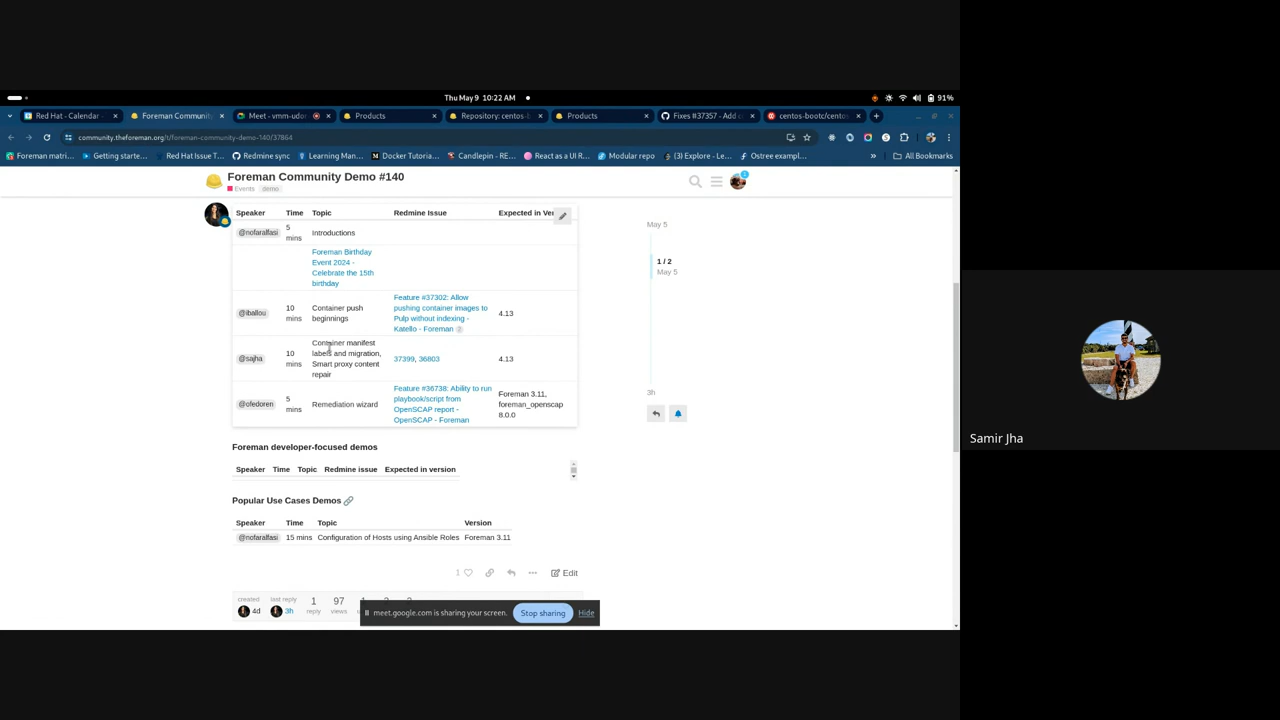 Thu May 9 10:22 AM
91%
Red Hat - Calendar -
Foreman Community
Meet - vmm-udor
Products
Repository: centos-b
Products
Fixes #37357 - Add c
centos-bootc/cento
community.theforeman.org/t/foreman-community-demo-140/37864
Foreman matri...
Getting starte...
Red Hat Issue T...
Redmine sync
Learning Man...
Docker Tutoria...
Candlepin - RE...
React as a UI R...
Modular repo
(3) Explore - Le...
Ostree exampl...
»
All Bookmarks
Foreman Community Demo #140
Events demo
1
Speaker Time Topic Redmine Issue Expected in Ver
@nofaralfasi 5 mins Introductions
Foreman Birthday
Event 2024 -
Celebrate the 15th
birthday
@iballou
10
mins
Container push
beginnings
Feature #37302: Allow
pushing container images to
Pulp without indexing -
Katello - Foreman 2
4.13
@sajha
10
mins
Container manifest
labels and migration,
Smart proxy content
repair
37399, 36803
4.13
@ofedoren
5
mins
Remediation wizard
Feature #36738: Ability to run
playbook/script from
OpenSCAP report -
OpenSCAP - Foreman
Foreman 3.11,
foreman_openscap
8.0.0
May 5
1 / 2
May 5
3h
Foreman developer-focused demos
Speaker Time Topic Redmine issue Expected in version
Popular Use Cases Demos
Speaker Time Topic Version
@nofaralfasi 15 mins Configuration of Hosts using Ansible Roles Foreman 3.11
1
Edit
created
4d
last reply
3h
1
reply
97
views
meet.google.com is sharing your screen.
Stop sharing
Hide
Samir Jha